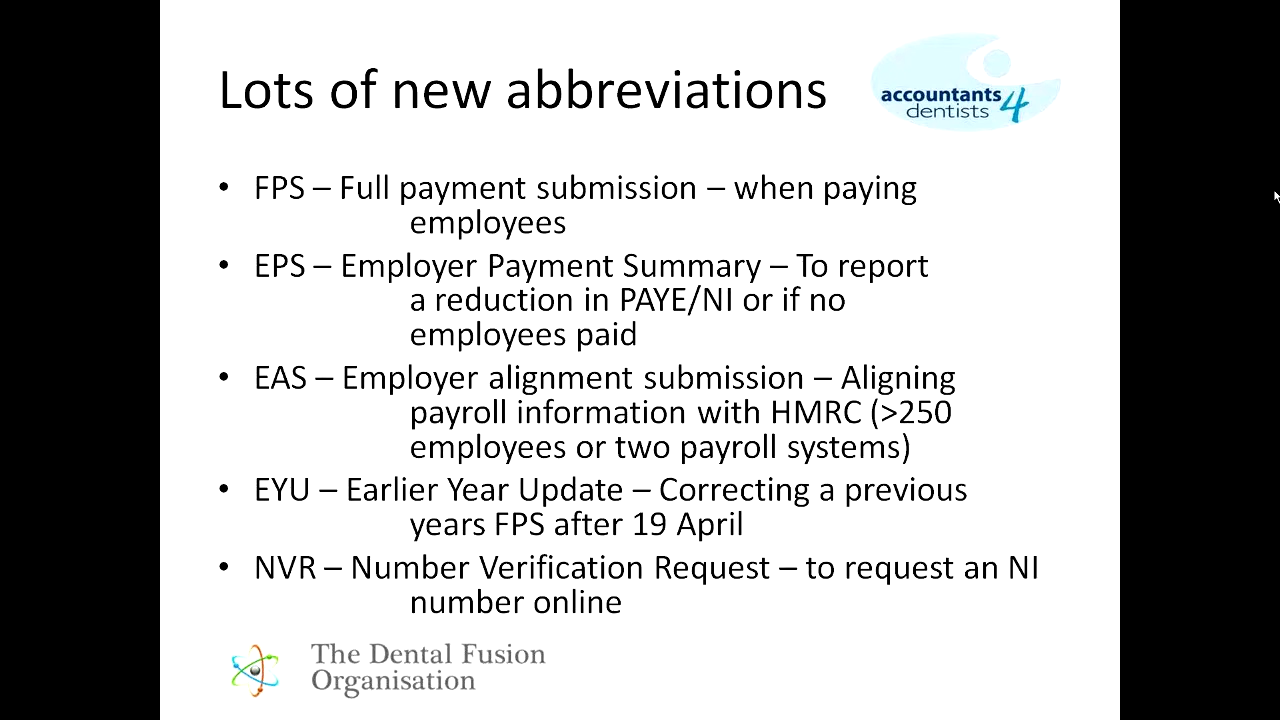 Lots of new abbreviations
accountants4
dentists
• FPS – Full payment submission – when paying
employees
• EPS – Employer Payment Summary – To report
a reduction in PAYE/NI or if no
employees paid
• EAS – Employer alignment submission – Aligning
payroll information with HMRC (>250
employees or two payroll systems)
• EYU – Earlier Year Update – Correcting a previous
years FPS after 19 April
• NVR – Number Verification Request – to request an NI
number online
The Dental Fusion
Organisation